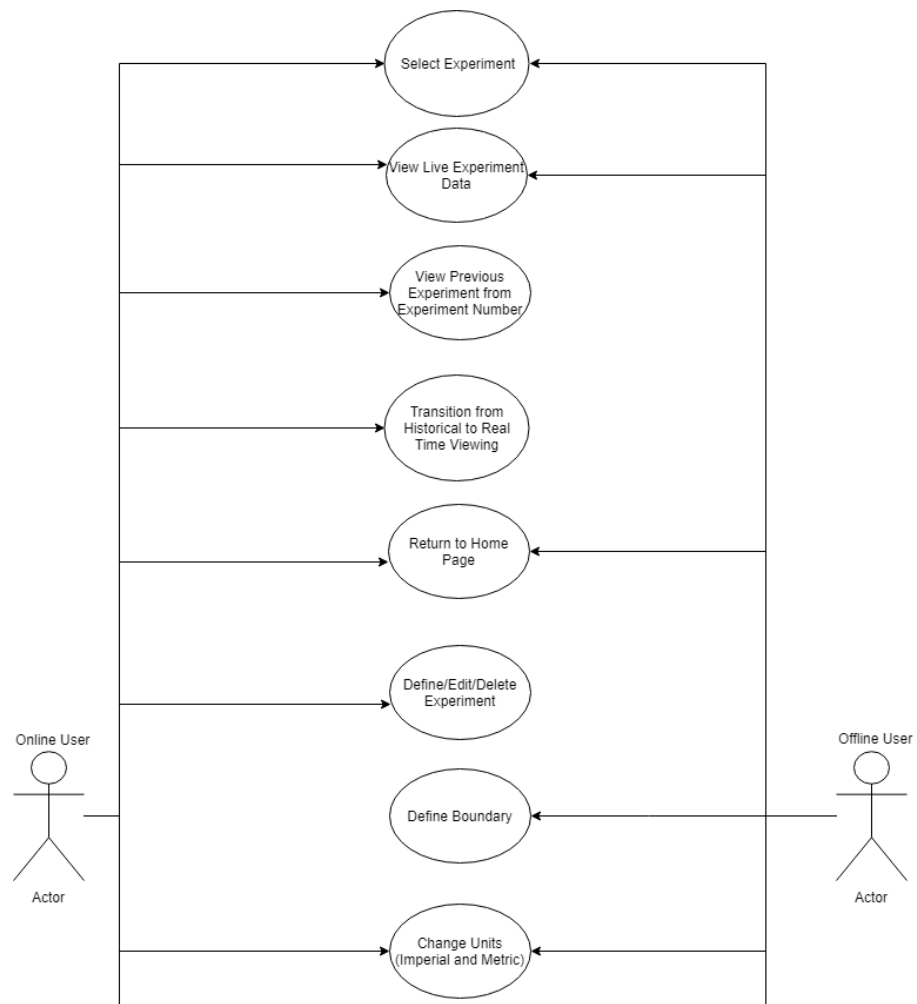 Select Experiment
View Live Experiment
Data
View Previous
Experiment from
Experiment Number
Transition from
Historical to Real
Time Viewing
Return to Home
Page
Define/Edit/Delete
Experiment
Online User
Offline User
Define Boundary
Actor
Actor
Change Units
(Imperial and Metric)